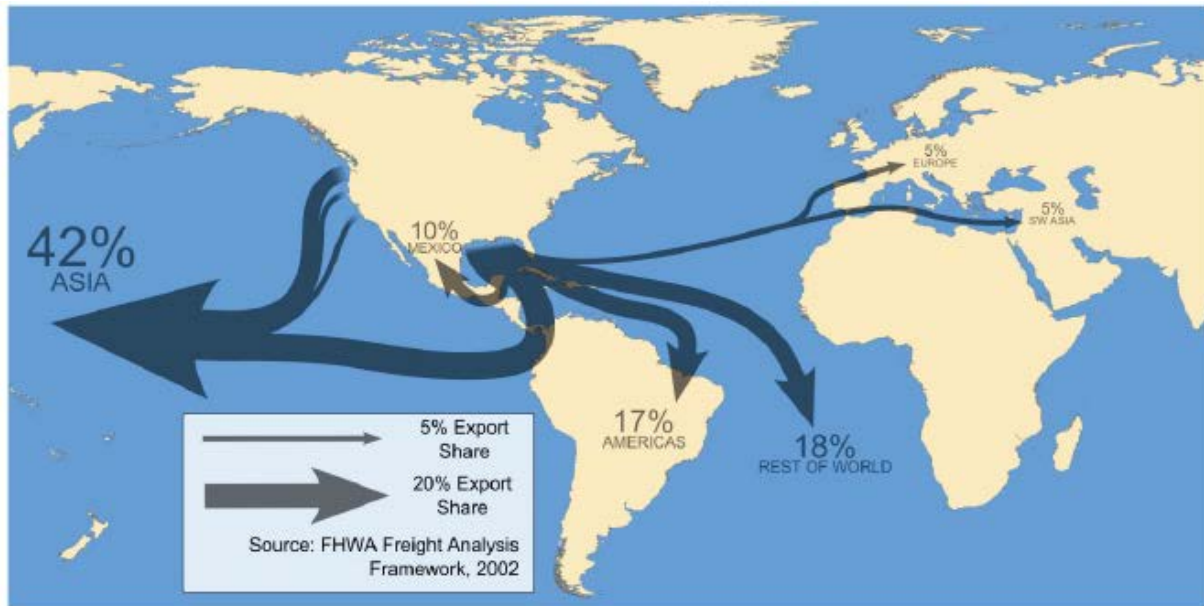 42%
ASIA
10%
MEXICO
5%
EUROPE
5%
SW ASIA
17%
AMERICAS
18%
REST OF WORLD
5% Export
Share
20% Export
Share
Source: FHWA Freight Analysis
Framework, 2002